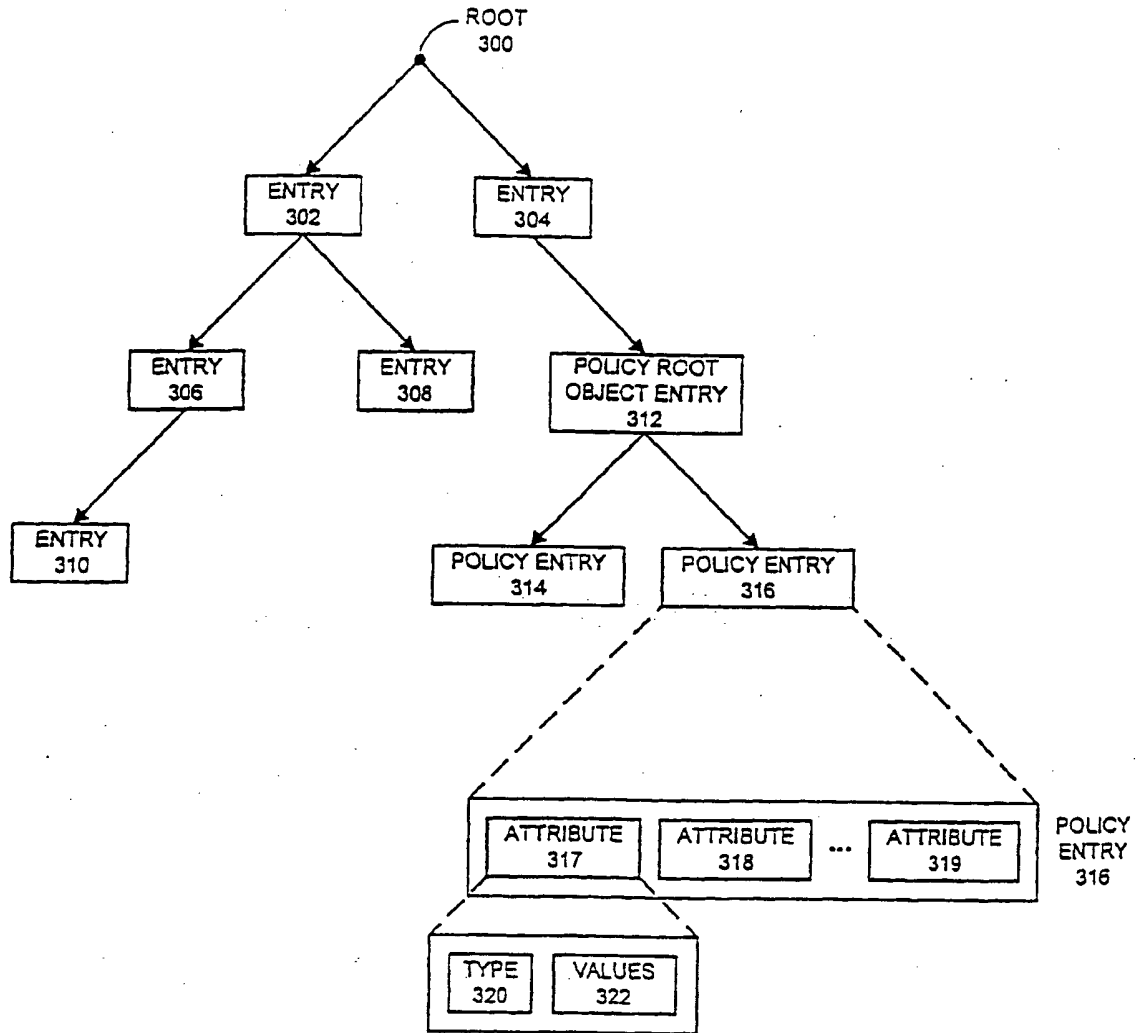 ROOT
300
ENTRY
302
ENTRY
304
ENTRY
306
ENTRY
308
POLICY ROOT
OBJECT ENTRY
312
ENTRY
310
POLICY ENTRY
314
POLICY ENTRY
316
ATTRIBUTE
317
ATTRIBUTE
318
...
ATTRIBUTE
319
POLICY
ENTRY
316
TYPE
320
VALUES
322